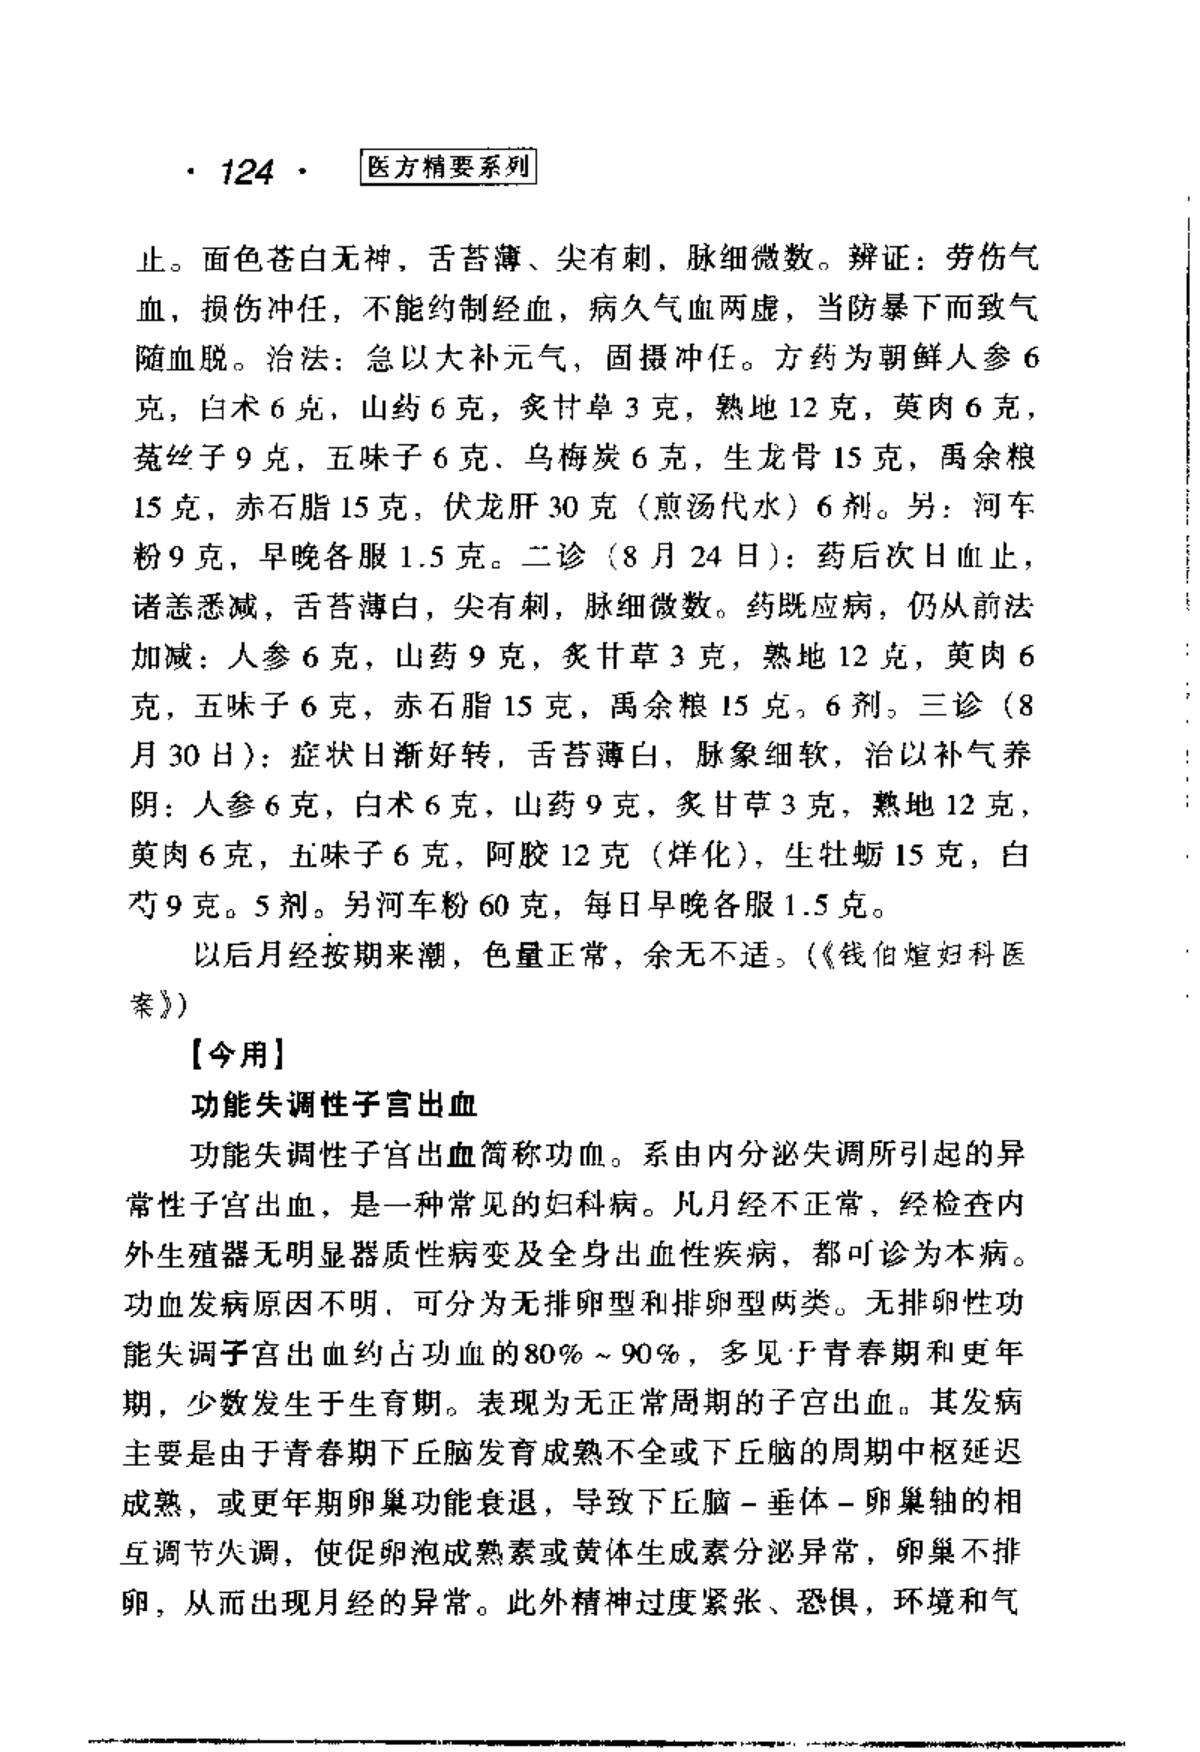 · 124 · 医方精要系列
止。面色苍白无神，舌苔薄、尖有刺，脉细微数。辨证：劳伤气
血，损伤冲任，不能约制经血，病久气血两虚，当防暴下而致气
随血脱。治法：急以大补元气，固摄冲任。方药为朝鲜人参 6
克，白术 6 克，山药 6 克，炙甘草 3 克，熟地 12 克，萸肉 6 克，
菟丝子 9 克，五味子 6 克、乌梅炭 6 克，生龙骨 15 克，禹余粮
15 克，赤石脂 15 克，伏龙肝 30 克（煎汤代水）6 剂。另：河车
粉 9 克，早晚各服 1.5 克。二诊（8 月 24 日）：药后次日血止，
诸恙悉减，舌苔薄白，尖有刺，脉细微数。药既应病，仍从前法
加减：人参 6 克，山药 9 克，炙甘草 3 克，熟地 12 克，萸肉 6
克，五味子 6 克，赤石脂 15 克，禹余粮 15 克。6 剂。三诊（8
月 30 日）：症状日渐好转，舌苔薄白，脉象细软，治以补气养
阴：人参 6 克，白术 6 克，山药 9 克，炙甘草 3 克，熟地 12 克，
萸肉 6 克，五味子 6 克，阿胶 12 克（烊化），生牡蛎 15 克，白
芍 9 克。5 剂。另河车粉 60 克，每日早晚各服 1.5 克。
以后月经按期来潮，色量正常，余无不适。（《钱伯煊妇科医
案》）
【今用】
功能失调性子宫出血
功能失调性子宫出血简称功血。系由内分泌失调所引起的异
常性子宫出血，是一种常见的妇科病。凡月经不正常，经检查内
外生殖器无明显器质性病变及全身出血性疾病，都可诊为本病。
功血发病原因不明，可分为无排卵型和排卵型两类。无排卵性功
能失调子宫出血约占功血的80%～90%，多见于青春期和更年
期，少数发生于生育期。表现为无正常周期的子宫出血。其发病
主要是由于青春期下丘脑发育成熟不全或下丘脑的周期中枢延迟
成熟，或更年期卵巢功能衰退，导致下丘脑－垂体－卵巢轴的相
互调节失调，使促卵泡成熟素或黄体生成素分泌异常，卵巢不排
卵，从而出现月经的异常。此外精神过度紧张、恐惧，环境和气